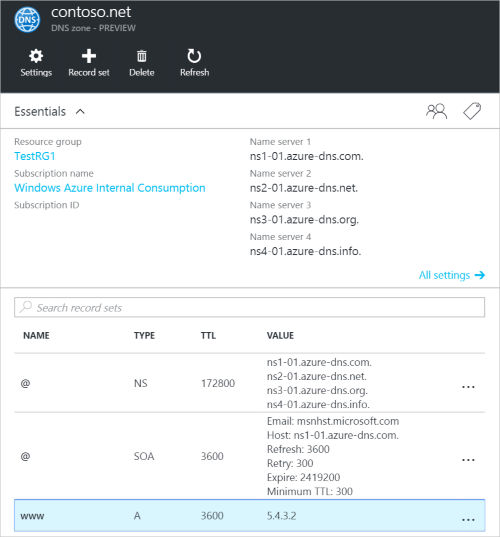 DNS
contoso.net
DNS zone - PREVIEW
Settings
Record set
Delete
Refresh
Essentials
Resource group
TestRG1
Subscription name
Windows Azure Internal Consumption
Subscription ID
Name server 1
ns1-01.azure-dns.com.
Name server 2
ns2-01.azure-dns.net.
Name server 3
ns3-01.azure-dns.org.
Name server 4
ns4-01.azure-dns.info.
All settings
Search record sets
NAME TYPE TTL VALUE
@ NS 172800
ns1-01.azure-dns.com.
ns2-01.azure-dns.net.
ns3-01.azure-dns.org.
ns4-01.azure-dns.info.
...
@ SOA 3600
Email: msnhst.microsoft.com
Host: ns1-01.azure-dns.com.
Refresh: 3600
Retry: 300
Expire: 2419200
Minimum TTL: 300
...
www A 3600 5.4.3.2 ...